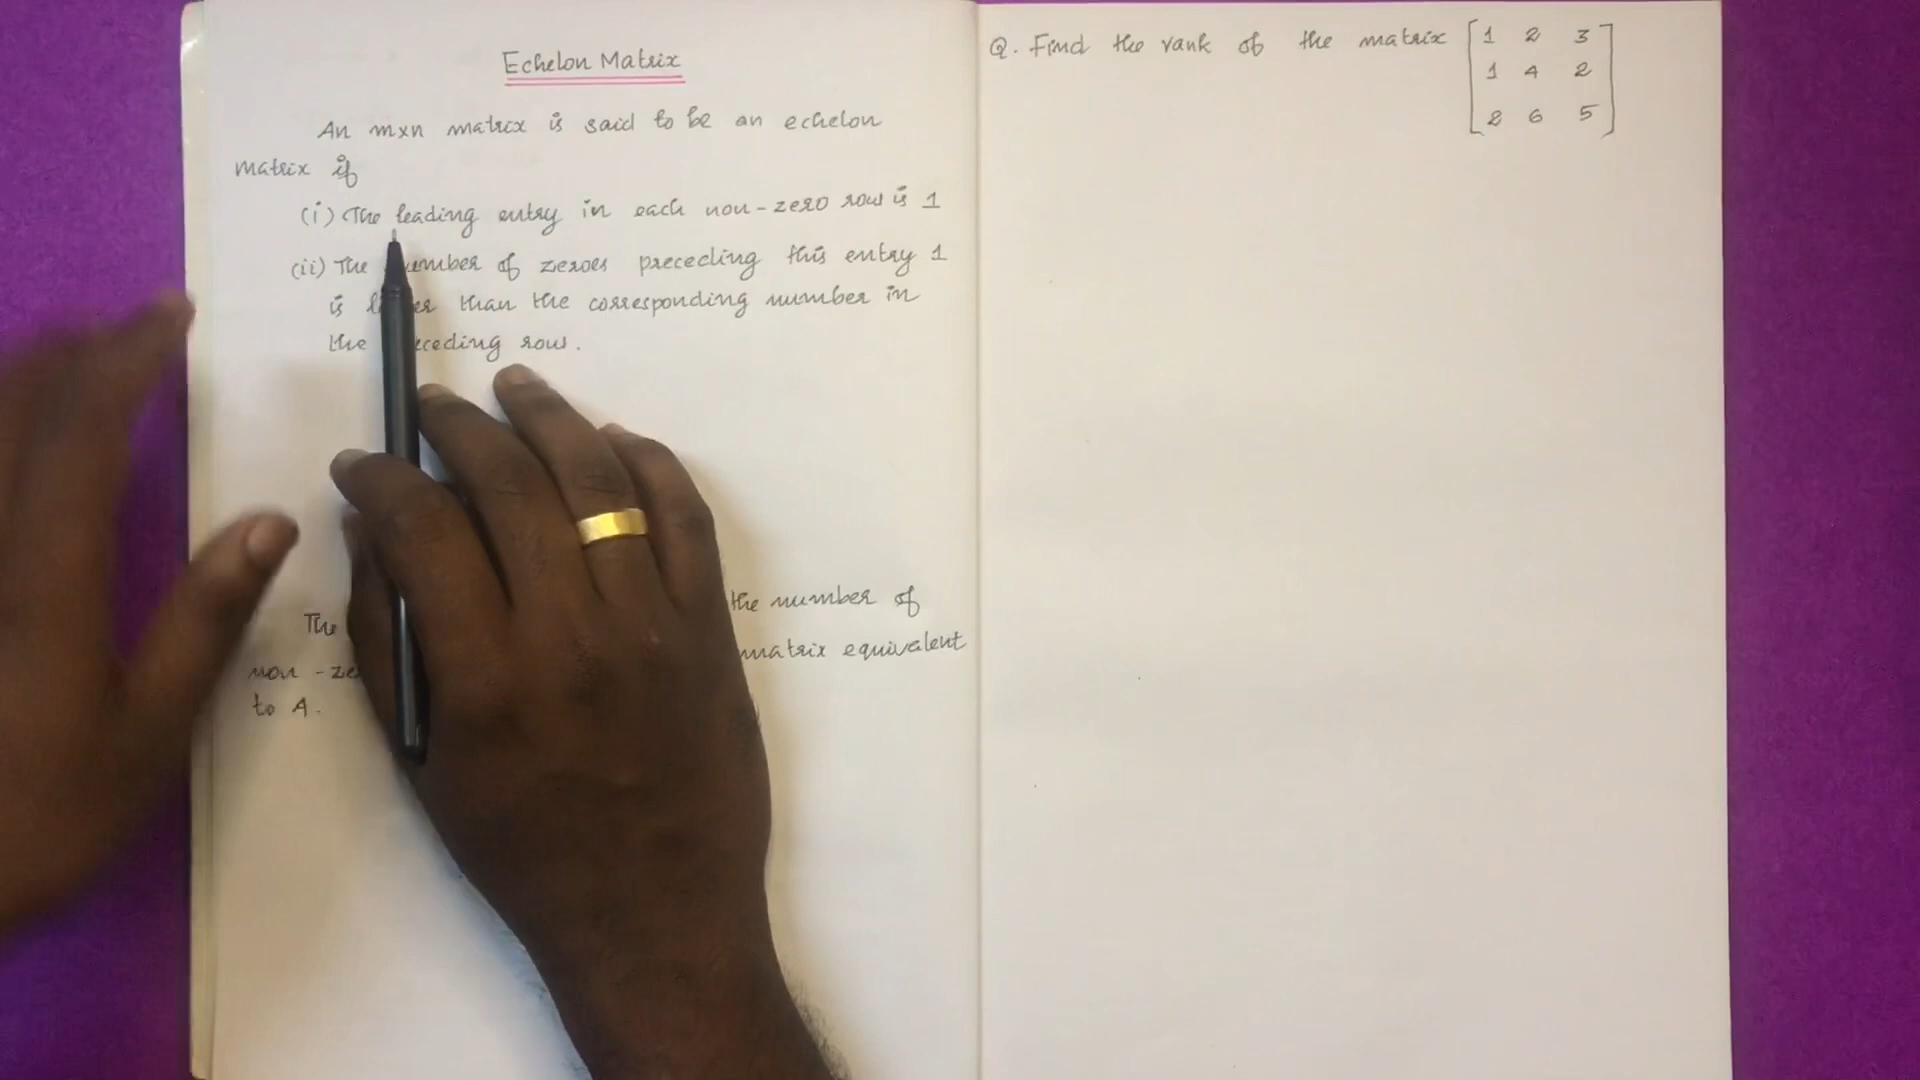 Echelon Matrix
An mxn matrix is said to be an echelon
matrix if
(i) The leading entry in each non-zero row is 1
(ii) The number of zeroes preceding this entry 1
is than the corresponding number in
the preceding row.
The the number of
non - matrix equivalent
to A.
Q. Find the rank of the matrix [1 2 3
1 4 2
2 6 5]